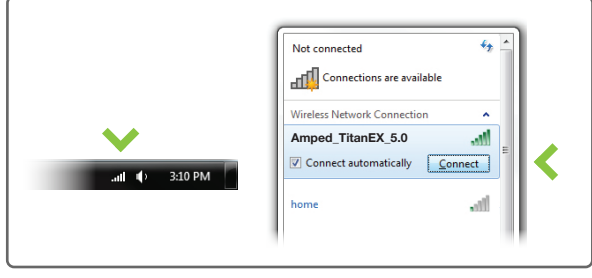 Not connected
Connections are available
Wireless Network Connection
Amped_TitanEX_5.0
Connect automatically
Connect
home
3:10 PM